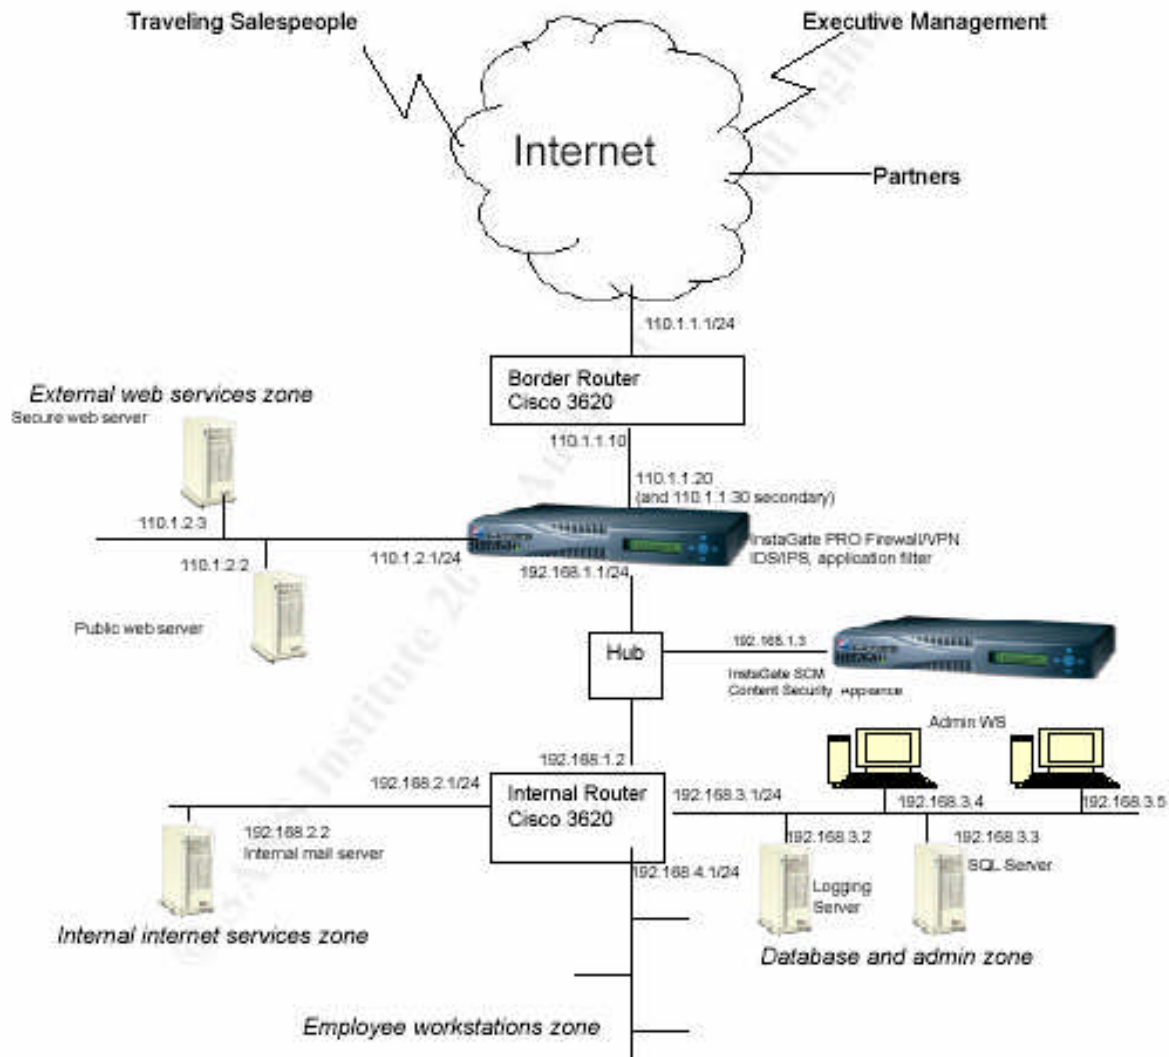 Traveling Salespeople
Executive Management
Internet
Partners
110.1.1.1/24
Border Router
Cisco 3620
External web services zone
Secure web server
110.1.1.10
110.1.1.20
(and 110.1.1.30 secondary)
110.1.2.3
110.1.2.2
110.1.2.1/24
InstaGate PRO Firewall/VPN
IDS/IPS, application filter
192.168.1.1/24
Public web server
Hub
192.168.1.3
InstaGate SCM
Content Security Appliance
Admin WS
192.168.1.2
192.168.2.1/24
Internal Router
Cisco 3620
192.168.3.1/24
192.168.3.4
192.168.3.5
192.168.2.2
Internal mail server
192.168.3.2
192.168.3.3
SQL Server
192.168.4.1/24
Logging
Server
Internal internet services zone
Database and admin zone
Employee workstations zone
Institute 20